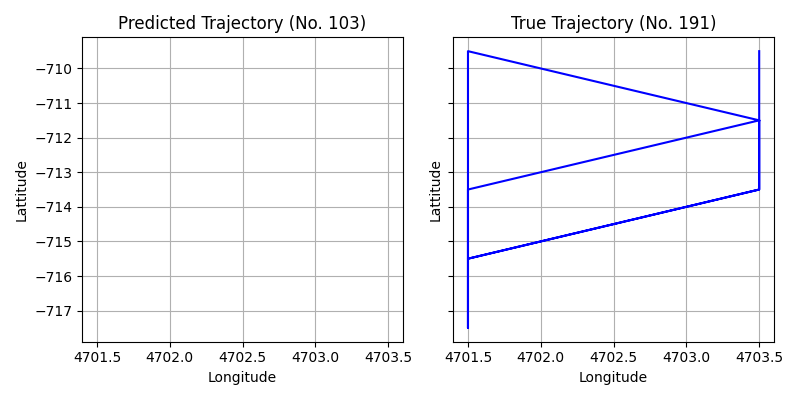 Predicted Trajectory (No. 103)
True Trajectory (No. 191)
−710
−711
−712
−713
−714
−715
−716
−717
Lattitude
Lattitude
4701.5 4702.0 4702.5 4703.0 4703.5
4701.5 4702.0 4702.5 4703.0 4703.5
Longitude
Longitude